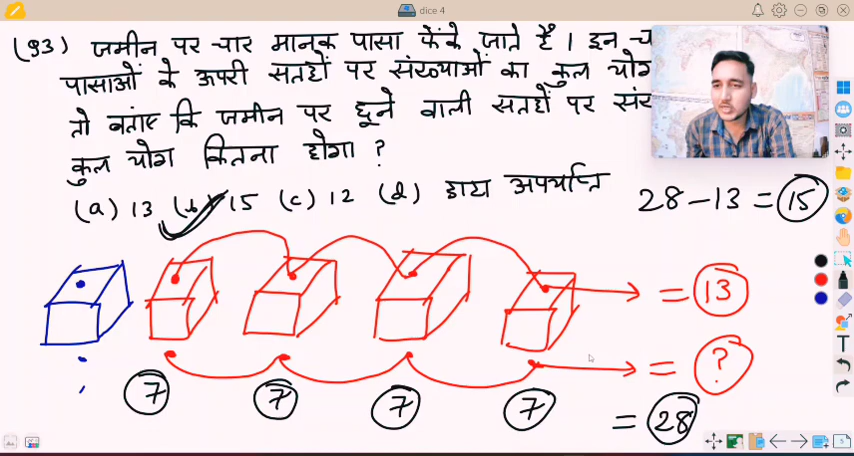 dice 4
(93) जमीन पर चार मानक पासा फेंके जाते हैं । इन
पासाओं के ऊपरी सतहों पर संख्याओं का कुल योग
तो बताए कि जमीन पर छूने वाली सतहों पर
कुल योग कितना होगा ?
(a) 13 (b) 15 (c) 12 (d) डाटा अपर्याप्त
28 – 13 = 15
= 13
= ?
7 7 7 7
= 28